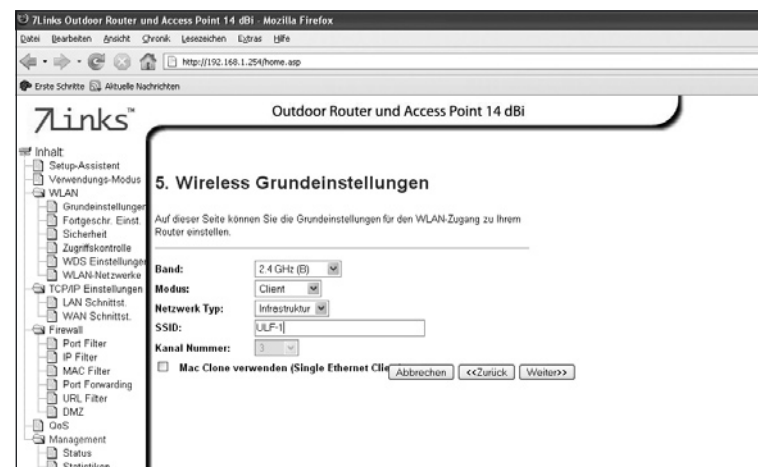 7Links Outdoor Router und Access Point 14 dBi - Mozilla Firefox
Datei Bearbeiten Ansicht Chronik Lesezeichen Extras Hilfe
http://192.168.1.254/home.asp
Erste Schritte Aktuelle Nachrichten
7Links™
Outdoor Router und Access Point 14 dBi
Inhalt
Setup-Assistent
Verwendungs-Modus
WLAN
Grundeinstellungen
Fortgeschr. Einst.
Sicherheit
Zugriffskontrolle
WDS Einstellungen
WLAN-Netzwerke
TCP/IP Einstellungen
LAN Schnittst.
WAN Schnittst.
Firewall
Port Filter
IP Filter
MAC Filter
Port Forwarding
URL Filter
DMZ
QoS
Management
Status
Statistiken
5. Wireless Grundeinstellungen
Auf dieser Seite können Sie die Grundeinstellungen für den WLAN-Zugang zu Ihrem
Router einstellen.
Band: 2.4 GHz (B)
Modus: Client
Netzwerk Typ: Infrastruktur
SSID: ULF-1
Kanal Nummer: 3
Mac Clone verwenden (Single Ethernet Clie
Abbrechen <<Zurück Weiter>>